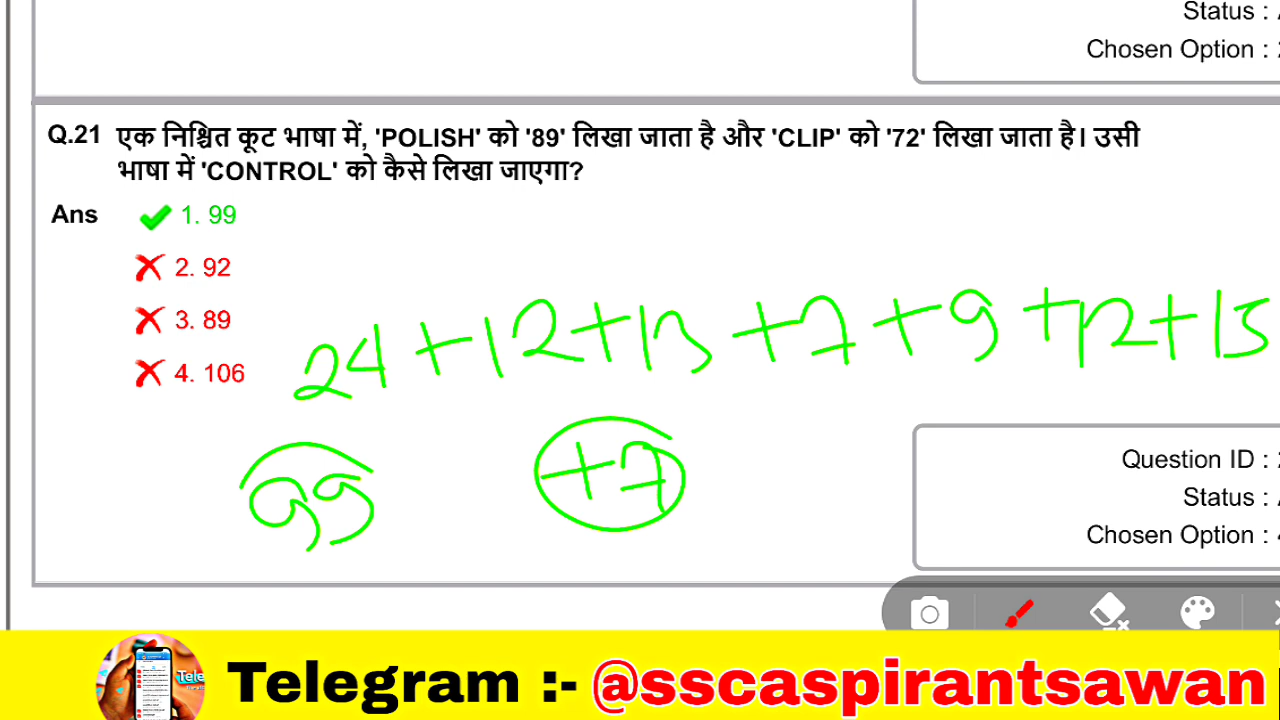 Status :
Chosen Option :
Q.21 एक निश्चित कूट भाषा में, 'POLISH' को '89' लिखा जाता है और 'CLIP' को '72' लिखा जाता है। उसी
भाषा में 'CONTROL' को कैसे लिखा जाएगा?
Ans 1. 99
2. 92
3. 89
4. 106
24 + 12 + 13 + 7 + 9 + 12 + 15
99 +7
Question ID :
Status :
Chosen Option :
Telegram :- @sscaspirantsawan